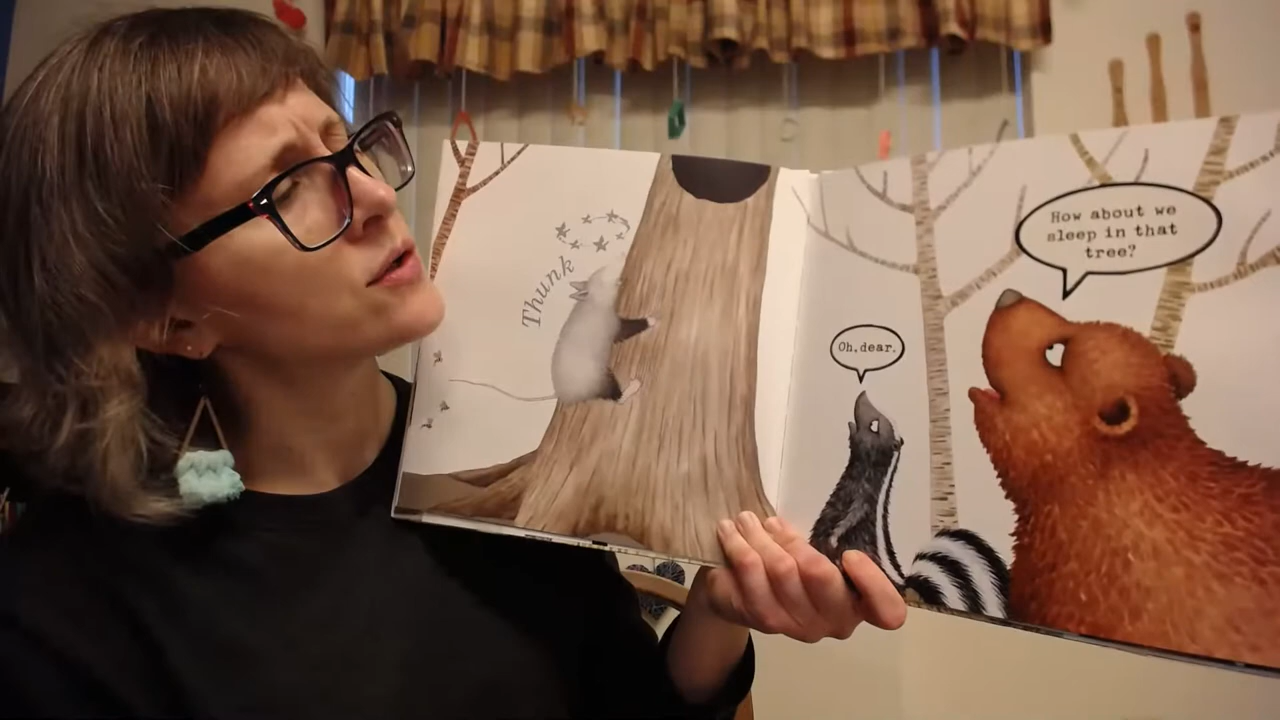 Thunk
Oh, dear.
How about we
sleep in that
tree?